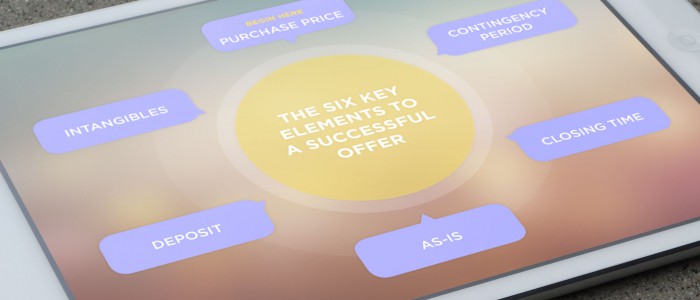 BEGIN HERE
PURCHASE PRICE
CONTINGENCY
PERIOD
THE SIX KEY
ELEMENTS TO
A SUCCESSFUL
OFFER
INTANGIBLES
CLOSING TIME
DEPOSIT
AS-IS